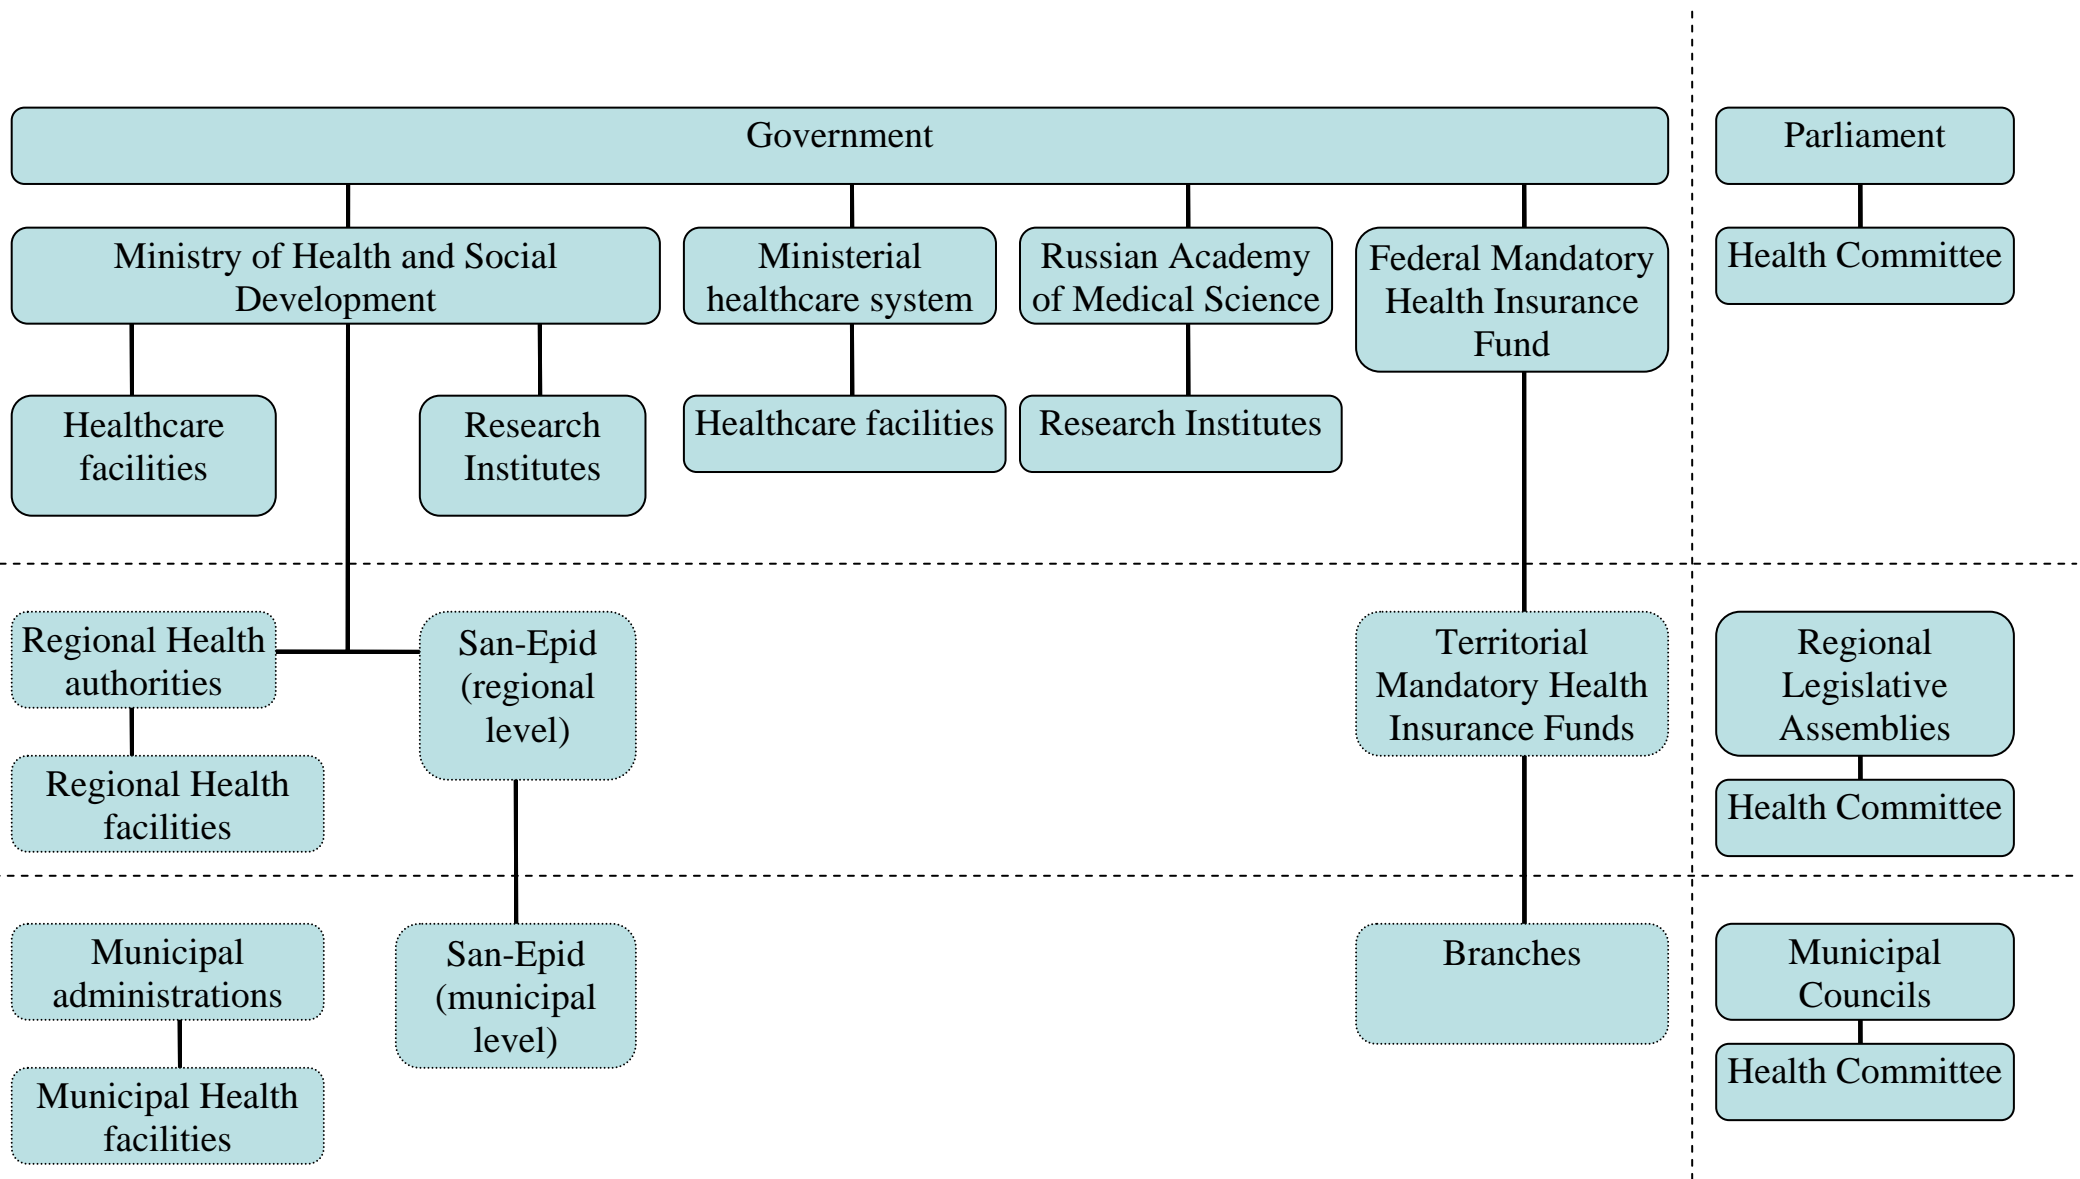 Government
Parliament
Ministry of Health and Social
Development
Ministerial
healthcare system
Russian Academy
of Medical Science
Federal Mandatory
Health Insurance
Fund
Health Committee
Healthcare
facilities
Research
Institutes
Healthcare facilities
Research Institutes
Regional Health
authorities
San-Epid
(regional
level)
Territorial
Mandatory Health
Insurance Funds
Regional
Legislative
Assemblies
Regional Health
facilities
Health Committee
Municipal
administrations
San-Epid
(municipal
level)
Branches
Municipal
Councils
Municipal Health
facilities
Health Committee